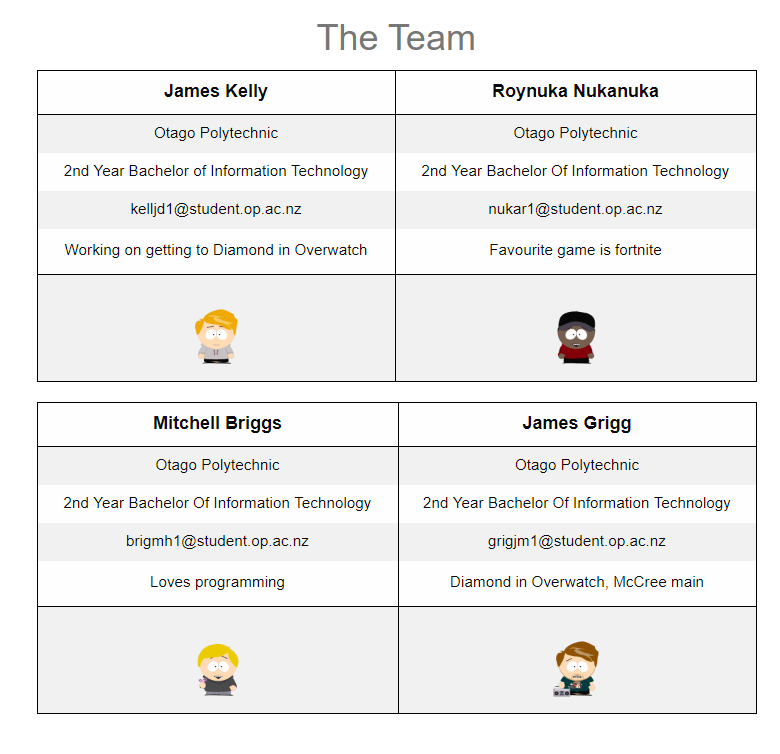 The Team
James Kelly
Roynuka Nukanuka
Otago Polytechnic
Otago Polytechnic
2nd Year Bachelor of Information Technology
2nd Year Bachelor Of Information Technology
kelljd1@student.op.ac.nz
nukar1@student.op.ac.nz
Working on getting to Diamond in Overwatch
Favourite game is fortnite
Mitchell Briggs
James Grigg
Otago Polytechnic
Otago Polytechnic
2nd Year Bachelor Of Information Technology
2nd Year Bachelor Of Information Technology
brigmh1@student.op.ac.nz
grigjm1@student.op.ac.nz
Loves programming
Diamond in Overwatch, McCree main